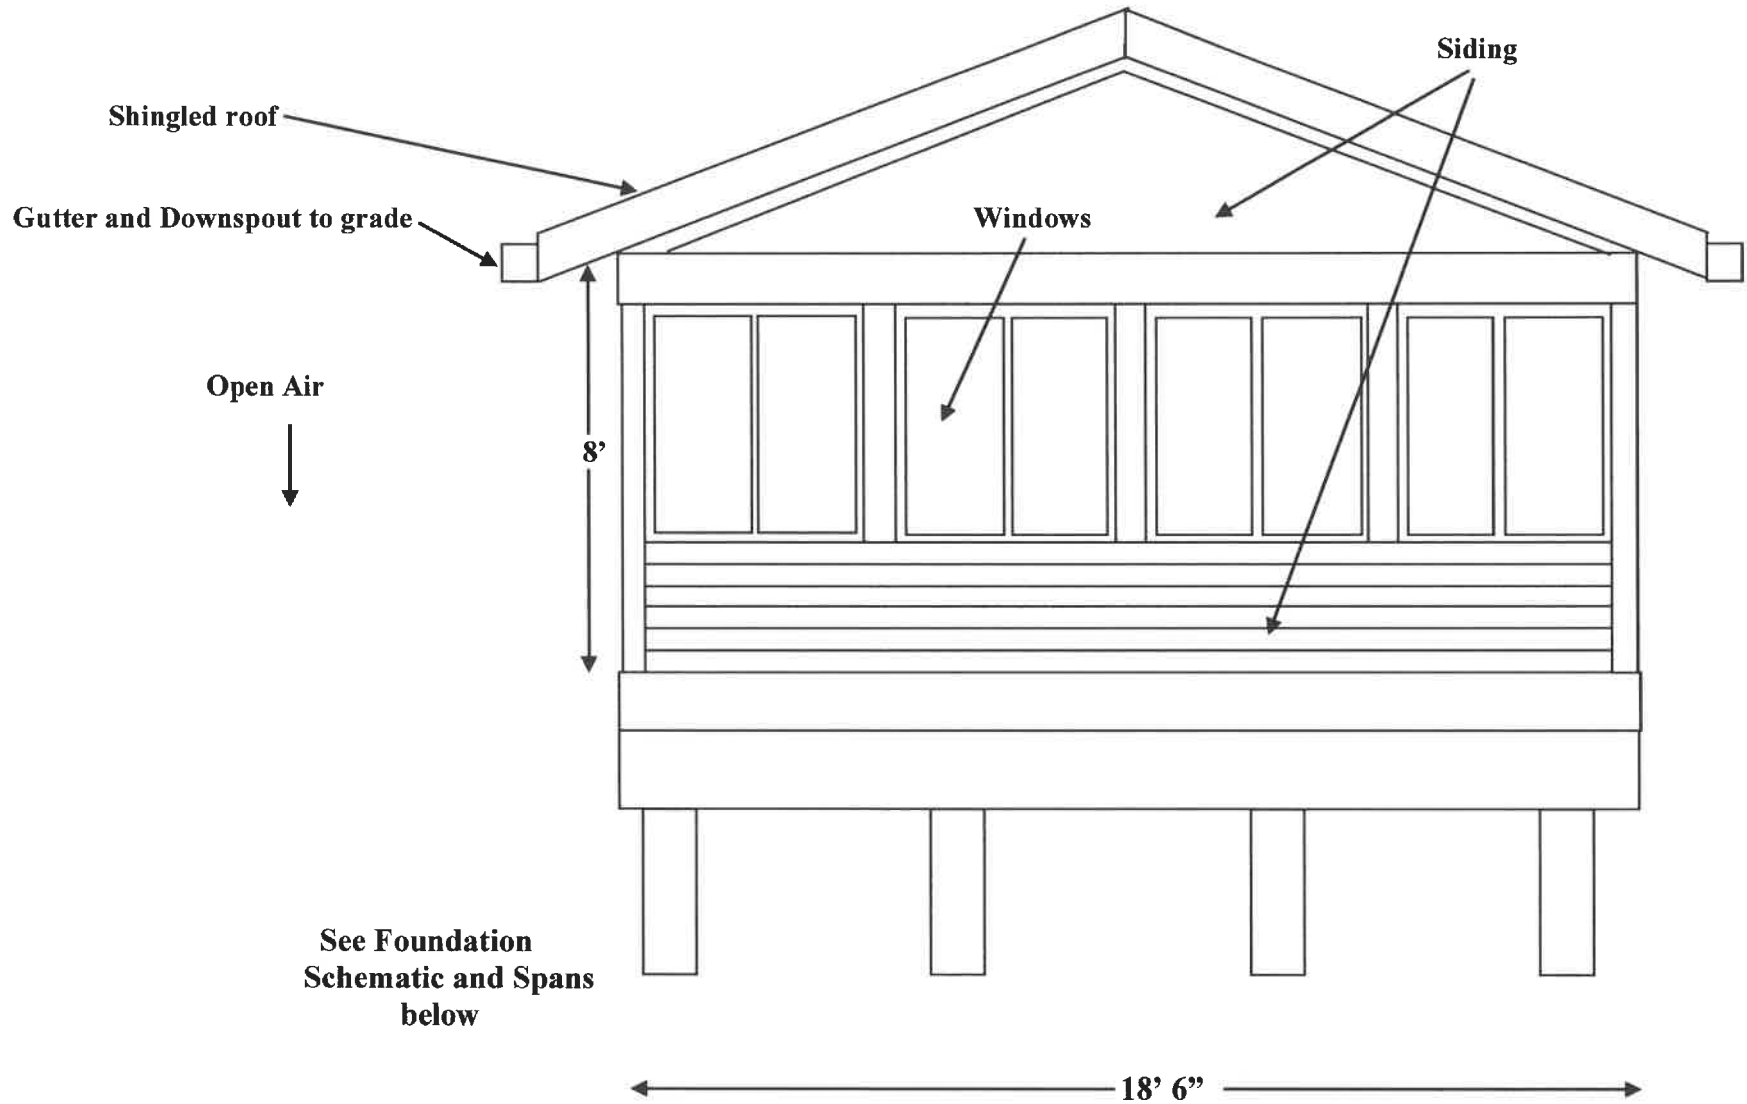 Siding
Shingled roof
Gutter and Downspout to grade
Windows
Open Air
8’
See Foundation
Schematic and Spans
below
18’ 6”